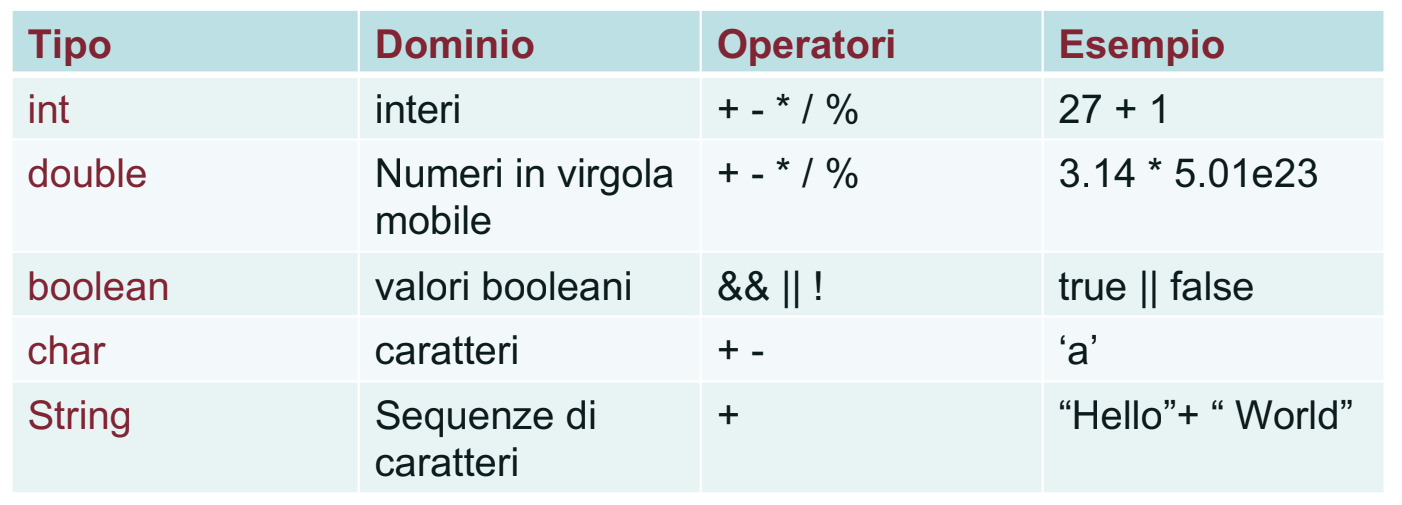 Tipo Dominio Operatori Esempio
int interi + - * / % 27 + 1
double Numeri in virgola mobile + - * / % 3.14 * 5.01e23
boolean valori booleani && || ! true || false
char caratteri + - ‘a’
String Sequenze di caratteri + “Hello”+ “ World”